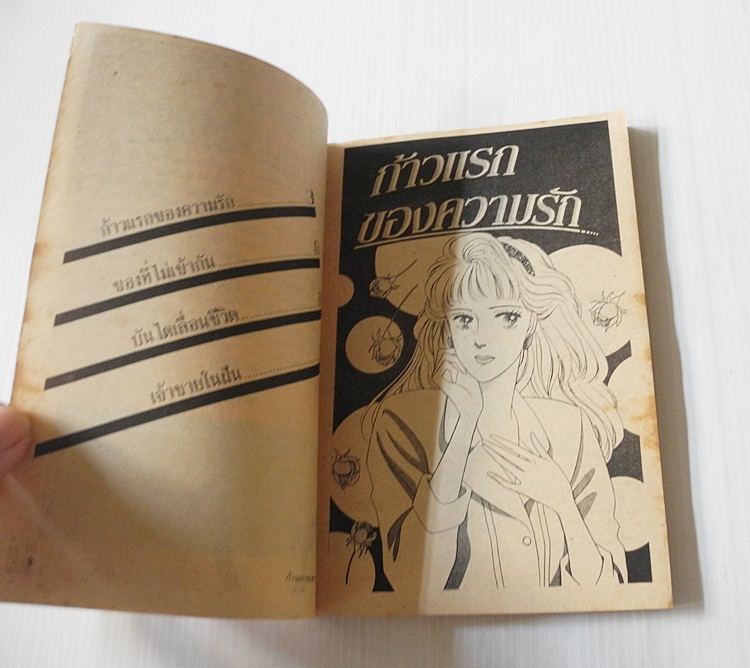 ก้าวแรกของความรัก .................... 3
ของที่ไม่เข้ากัน ....................
บันไดเลื่อนชีวิต ....................
เจ้าชายในฝัน ....................
ก้าวแรก
ของความรัก